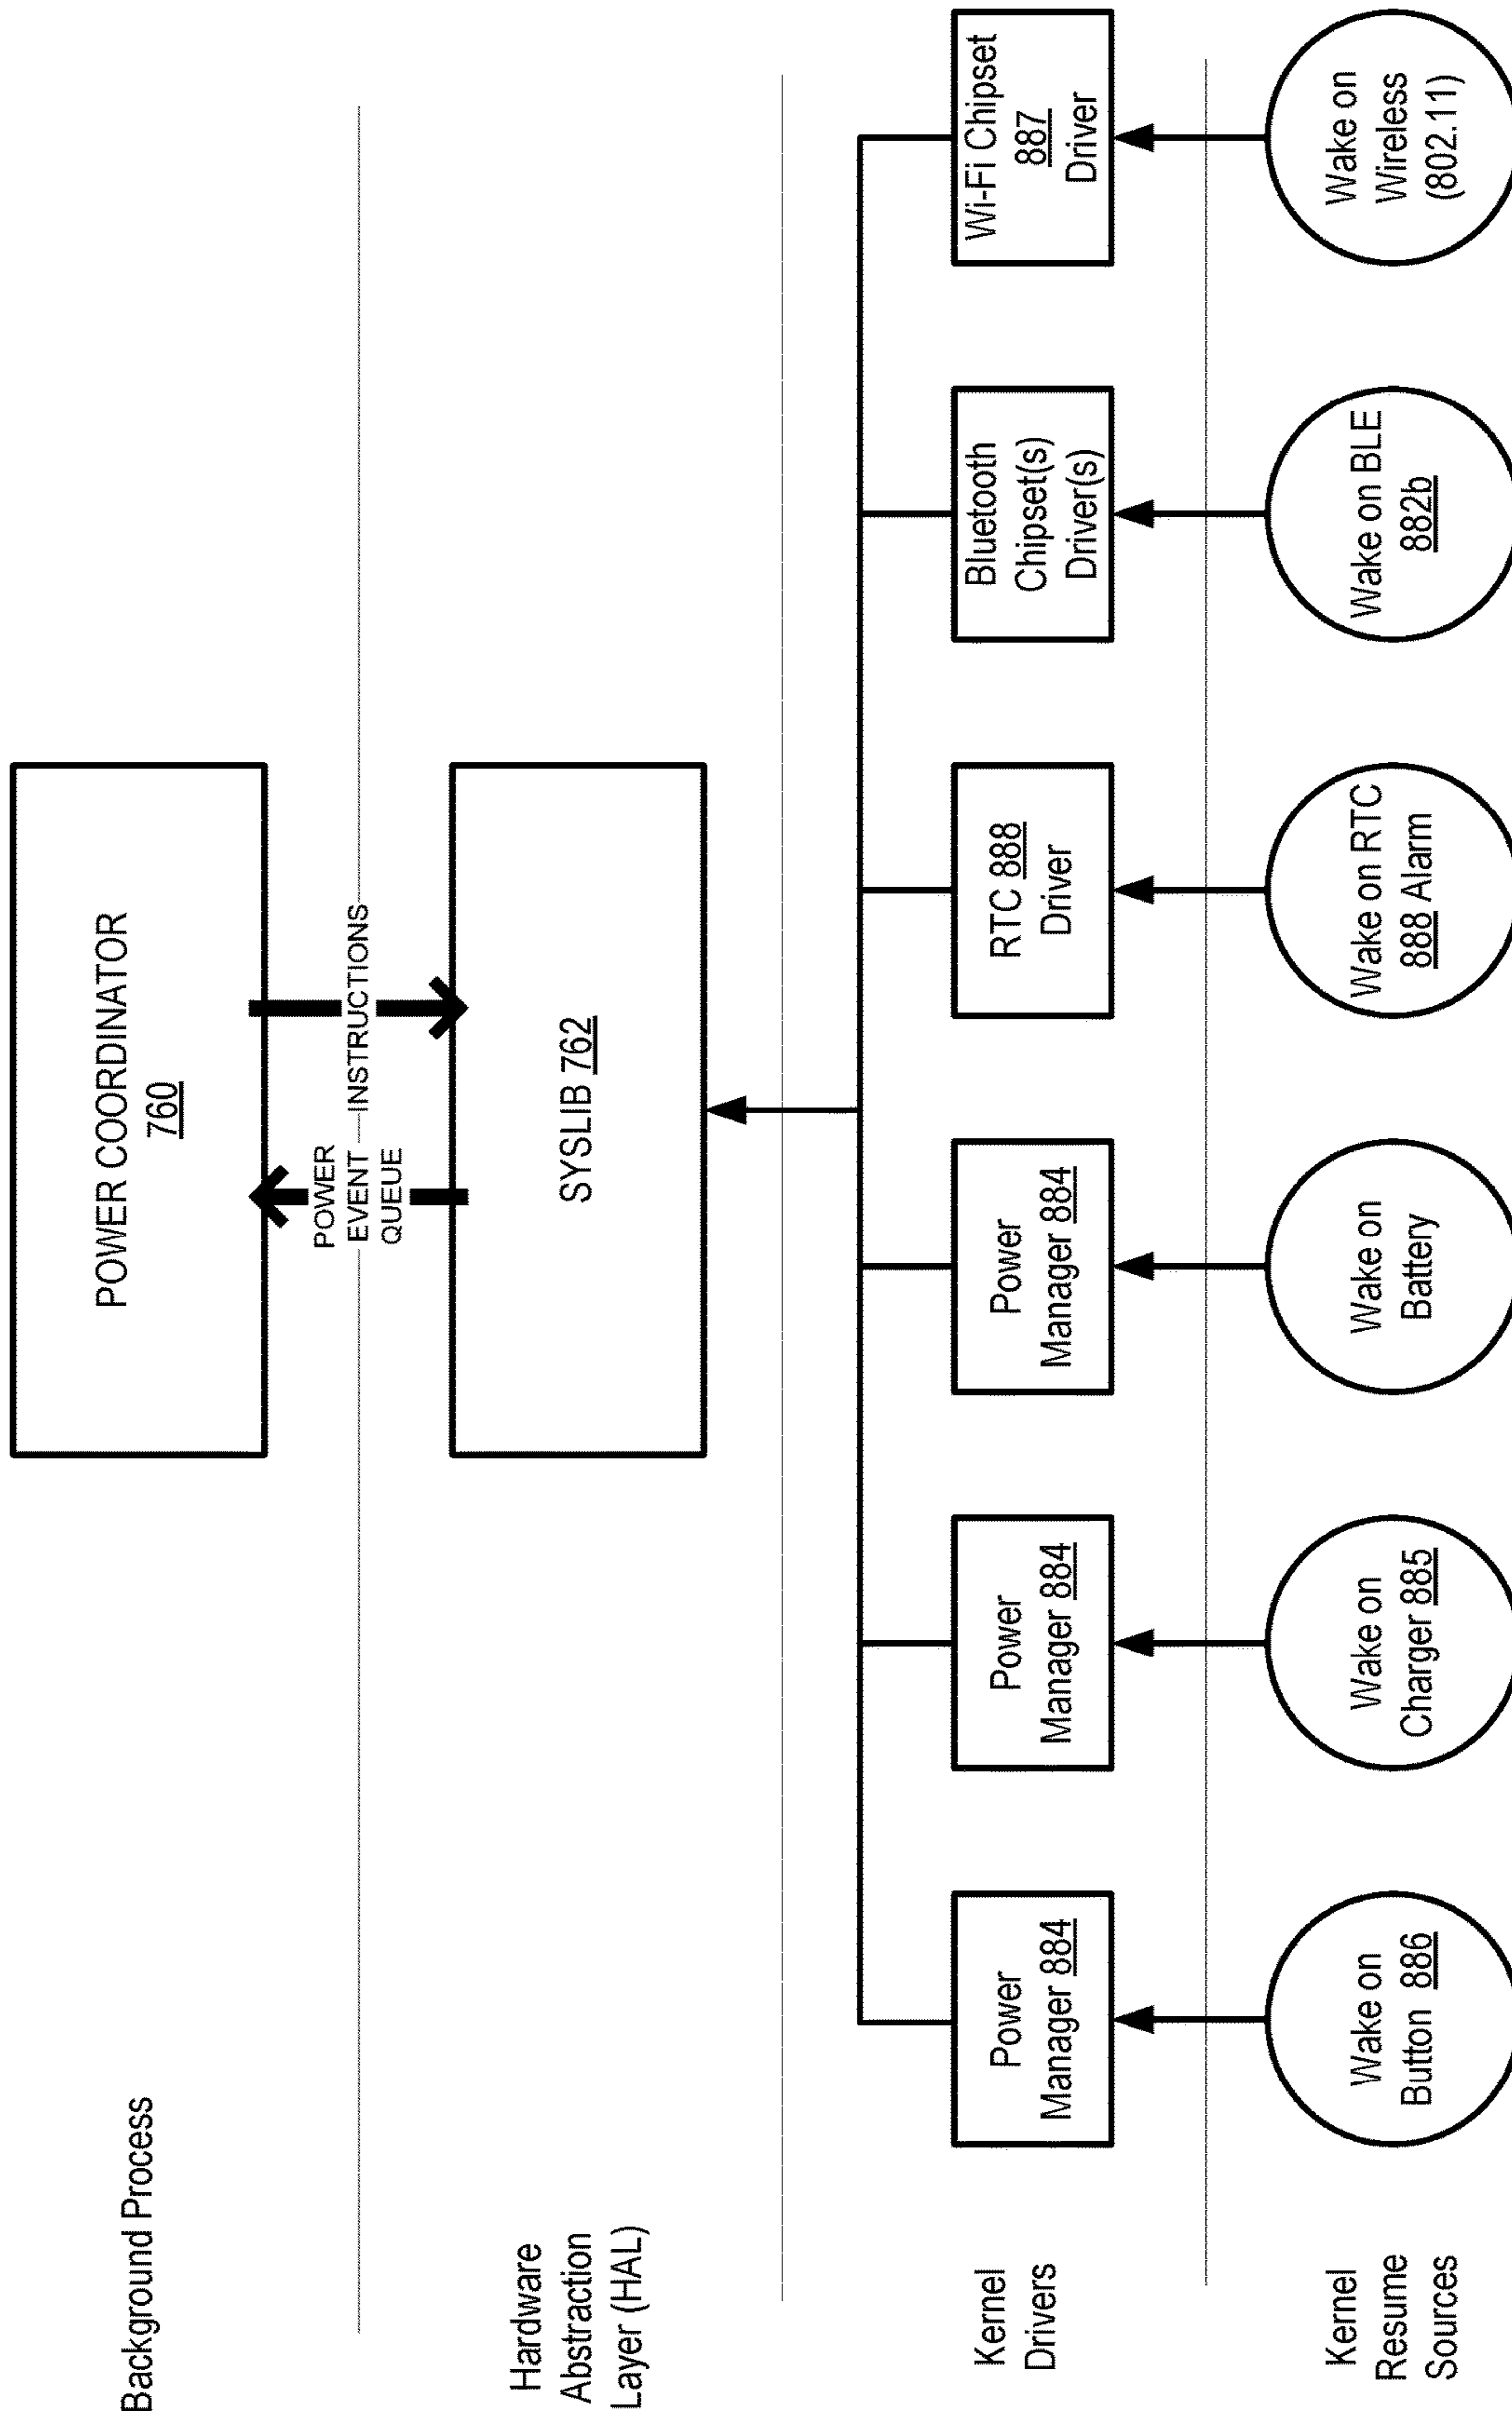 Background Process
POWER COORDINATOR
760
POWER
EVENT
QUEUE
INSTRUCTIONS
Hardware
Abstraction
Layer (HAL)
SYSLIB 762
Kernel
Drivers
Power
Manager 884
Power
Manager 884
Power
Manager 884
RTC 888
Driver
Bluetooth
Chipset(s)
Driver(s)
Wi-Fi Chipset
887
Driver
Kernel
Resume
Sources
Wake on
Button 886
Wake on
Charger 885
Wake on
Battery
Wake on RTC
888 Alarm
Wake on BLE
882b
Wake on
Wireless
(802.11)